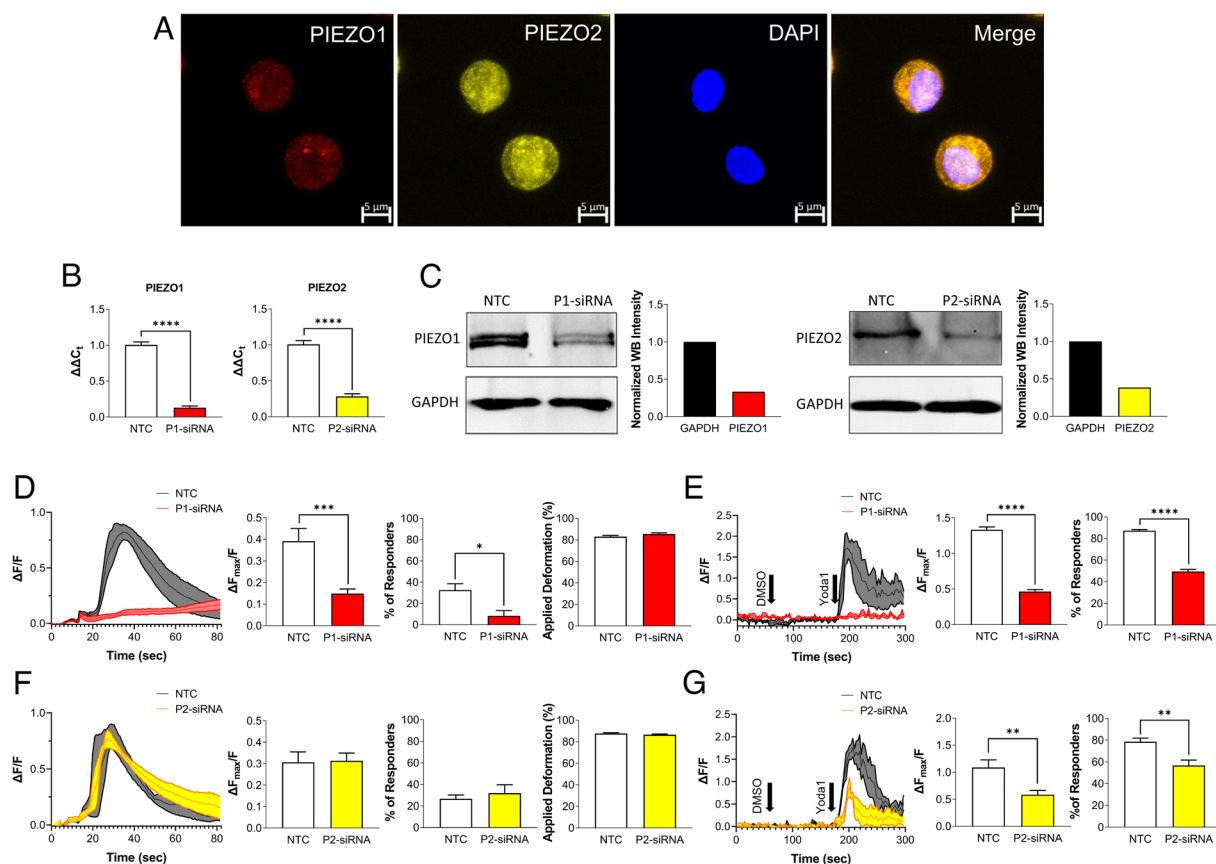 A
PIEZO1
PIEZO2
DAPI
Merge
5 µm
5 µm
5 µm
5 µm
B
PIEZO1
ΔΔCt
1.5
1.0
0.5
0.0
****
NTC
P1-siRNA
PIEZO2
ΔΔCt
1.5
1.0
0.5
0.0
****
NTC
P2-siRNA
C
NTC
P1-siRNA
PIEZO1
GAPDH
Normalized WB Intensity
1.5
1.0
0.5
0.0
GAPDH
PIEZO1
NTC
P2-siRNA
PIEZO2
GAPDH
Normalized WB Intensity
1.5
1.0
0.5
0.0
GAPDH
PIEZO2
D
NTC
P1-siRNA
ΔF/F
1.0
0.5
0.0
0
20
40
60
80
Time (sec)
ΔFmax/F
0.5
0.4
0.3
0.2
0.1
0.0
***
NTC
P1-siRNA
% of Responders
100
80
60
40
20
0
*
NTC
P1-siRNA
Applied Deformation (%)
100
80
60
40
20
0
NTC
P1-siRNA
E
NTC
P1-siRNA
ΔF/F
2.5
2.0
1.5
1.0
0.5
0.0
DMSO
Yoda1
0
100
200
300
Time (sec)
ΔFmax/F
1.5
1.0
0.5
0.0
****
NTC
P1-siRNA
% of Responders
100
80
60
40
20
0
****
NTC
P1-siRNA
F
NTC
P2-siRNA
ΔF/F
1.0
0.5
0.0
0
20
40
60
80
Time (sec)
ΔFmax/F
0.5
0.4
0.3
0.2
0.1
0.0
NTC
P2-siRNA
% of Responders
100
80
60
40
20
0
NTC
P2-siRNA
Applied Deformation (%)
100
80
60
40
20
0
NTC
P2-siRNA
G
NTC
P2-siRNA
ΔF/F
2.5
2.0
1.5
1.0
0.5
0.0
DMSO
Yoda1
0
100
200
300
Time (sec)
ΔFmax/F
2.0
1.5
1.0
0.5
0.0
**
NTC
P2-siRNA
%of Responders
100
80
60
40
20
0
**
NTC
P2-siRNA